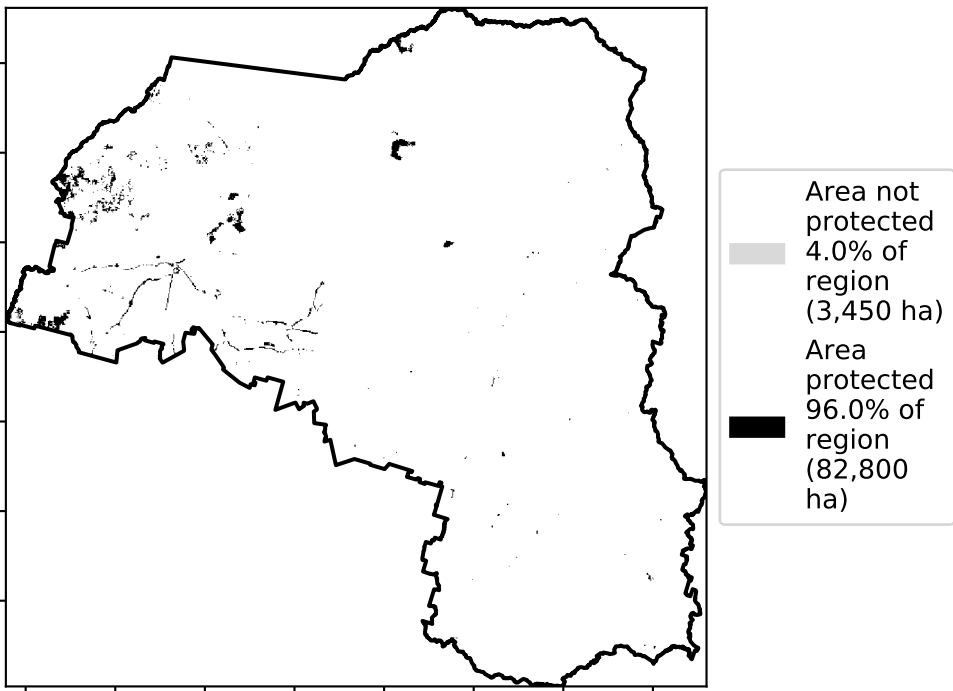 Area not
protected
4.0% of
region
(3,450 ha)
Area
protected
96.0% of
region
(82,800
ha)